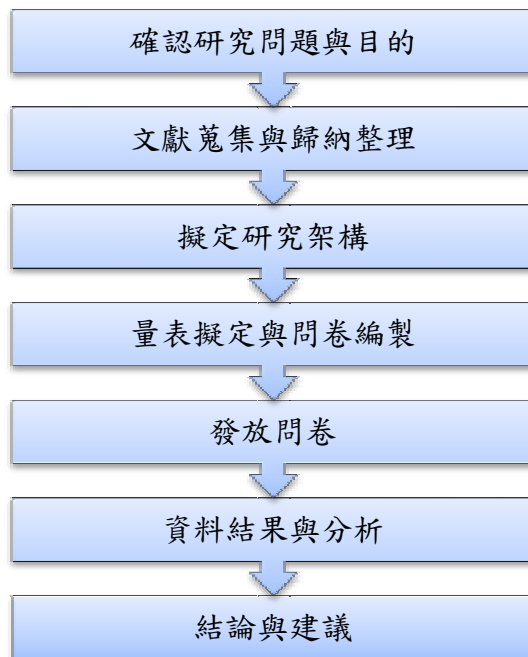 確認研究問題與目的
文獻蒐集與歸納整理
擬定研究架構
量表擬定與問卷編製
發放問卷
資料結果與分析
結論與建議